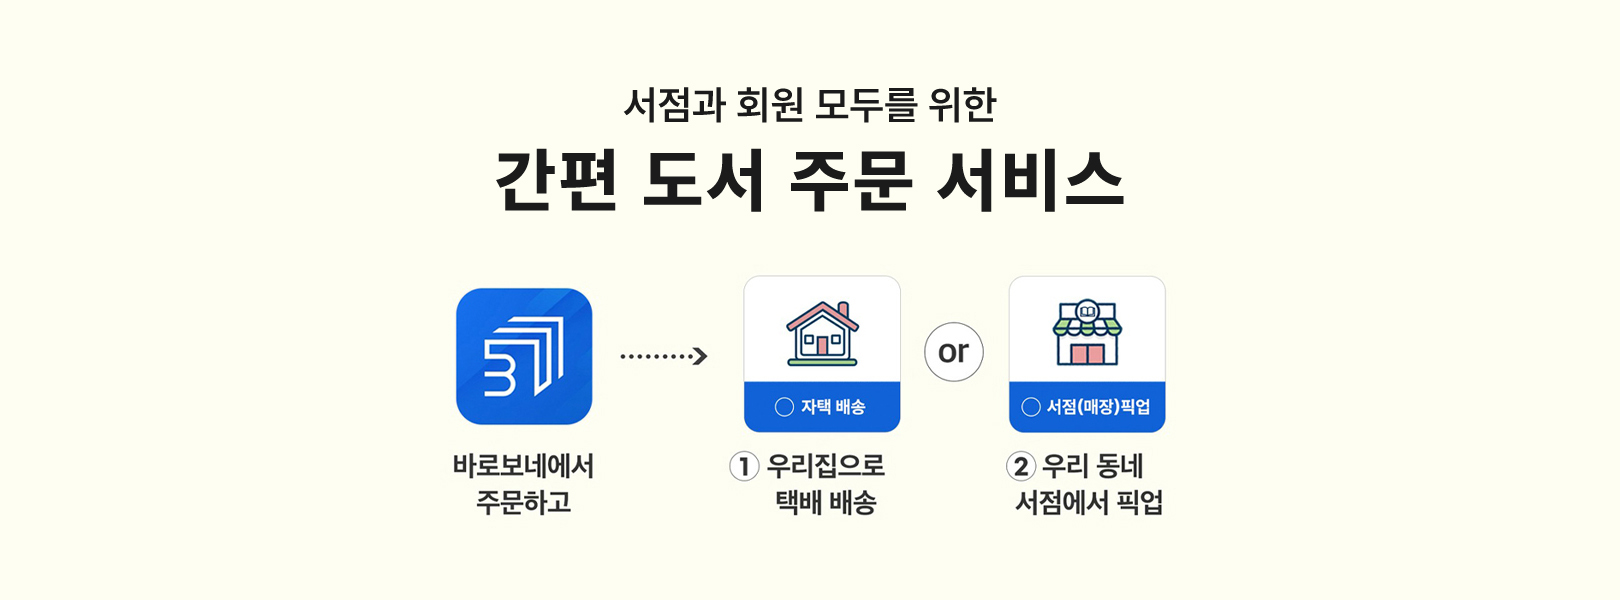 서점과 회원 모두를 위한
간편 도서 주문 서비스
바로보네에서
주문하고
자택 배송
① 우리집으로
택배 배송
or
서점(매장)픽업
② 우리 동네
서점에서 픽업